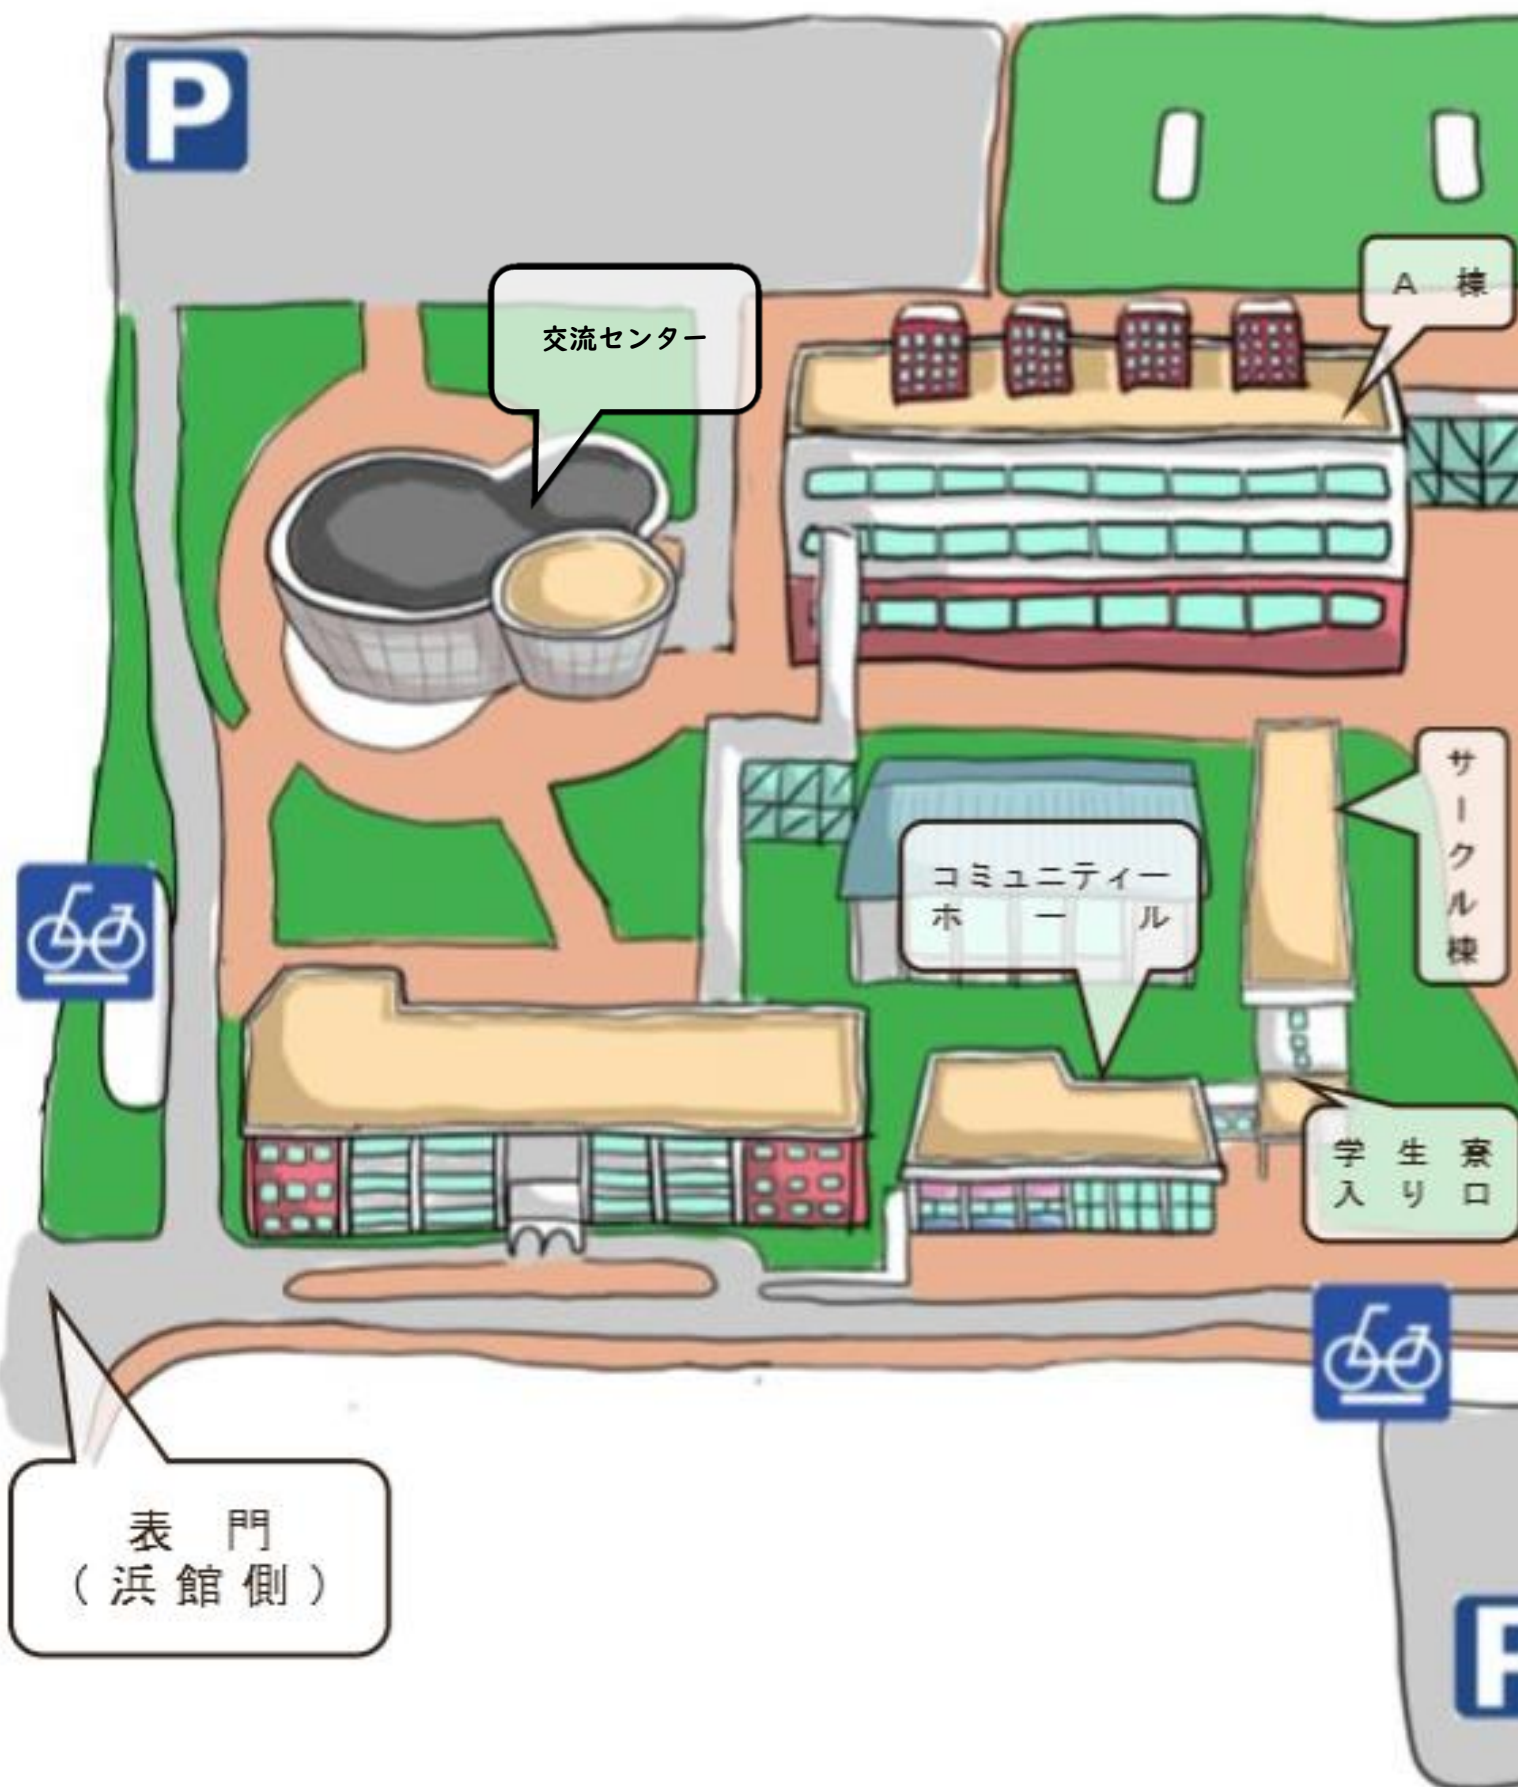 P
交流センター
A 棟
サークル棟
コミュニティー
ホール
学生寮
入り口
表門
（浜館側）
P